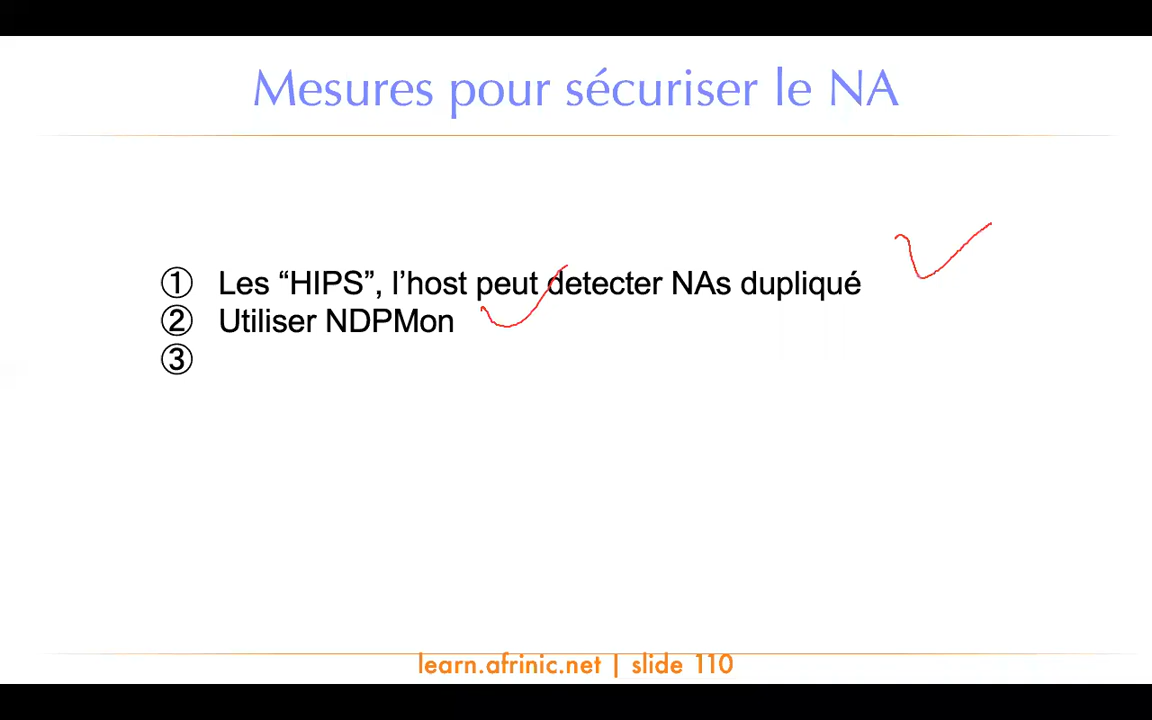 Mesures pour sécuriser le NA
① Les “HIPS”, l’host peut detecter NAs dupliqué
② Utiliser NDPMon
③
learn.afrinic.net | slide 110